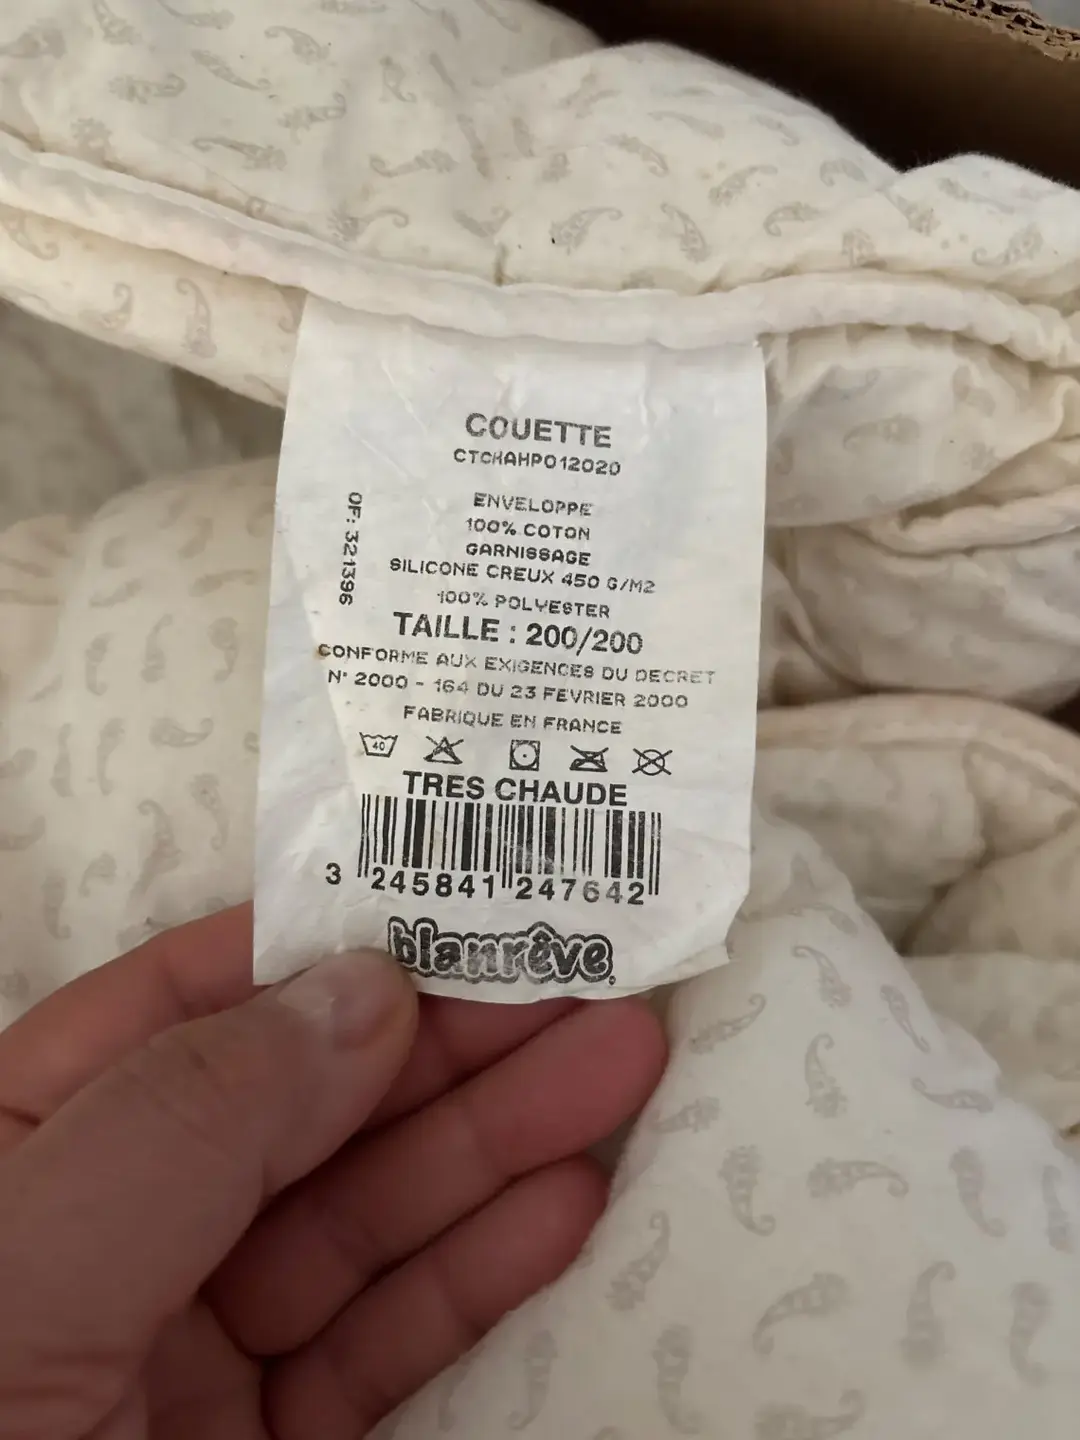 COUETTE
CTCHAHP012020
ENVELOPPE
100% COTON
GARNISSAGE
SILICONE CREUX 450 G/M2
100% POLYESTER
TAILLE : 200/200
CONFORME AUX EXIGENCES DU DECRET
N° 2000 - 164 DU 23 FEVRIER 2000
FABRIQUE EN FRANCE
40
TRES CHAUDE
3 245841 247642
blanrêve
OF: 321396